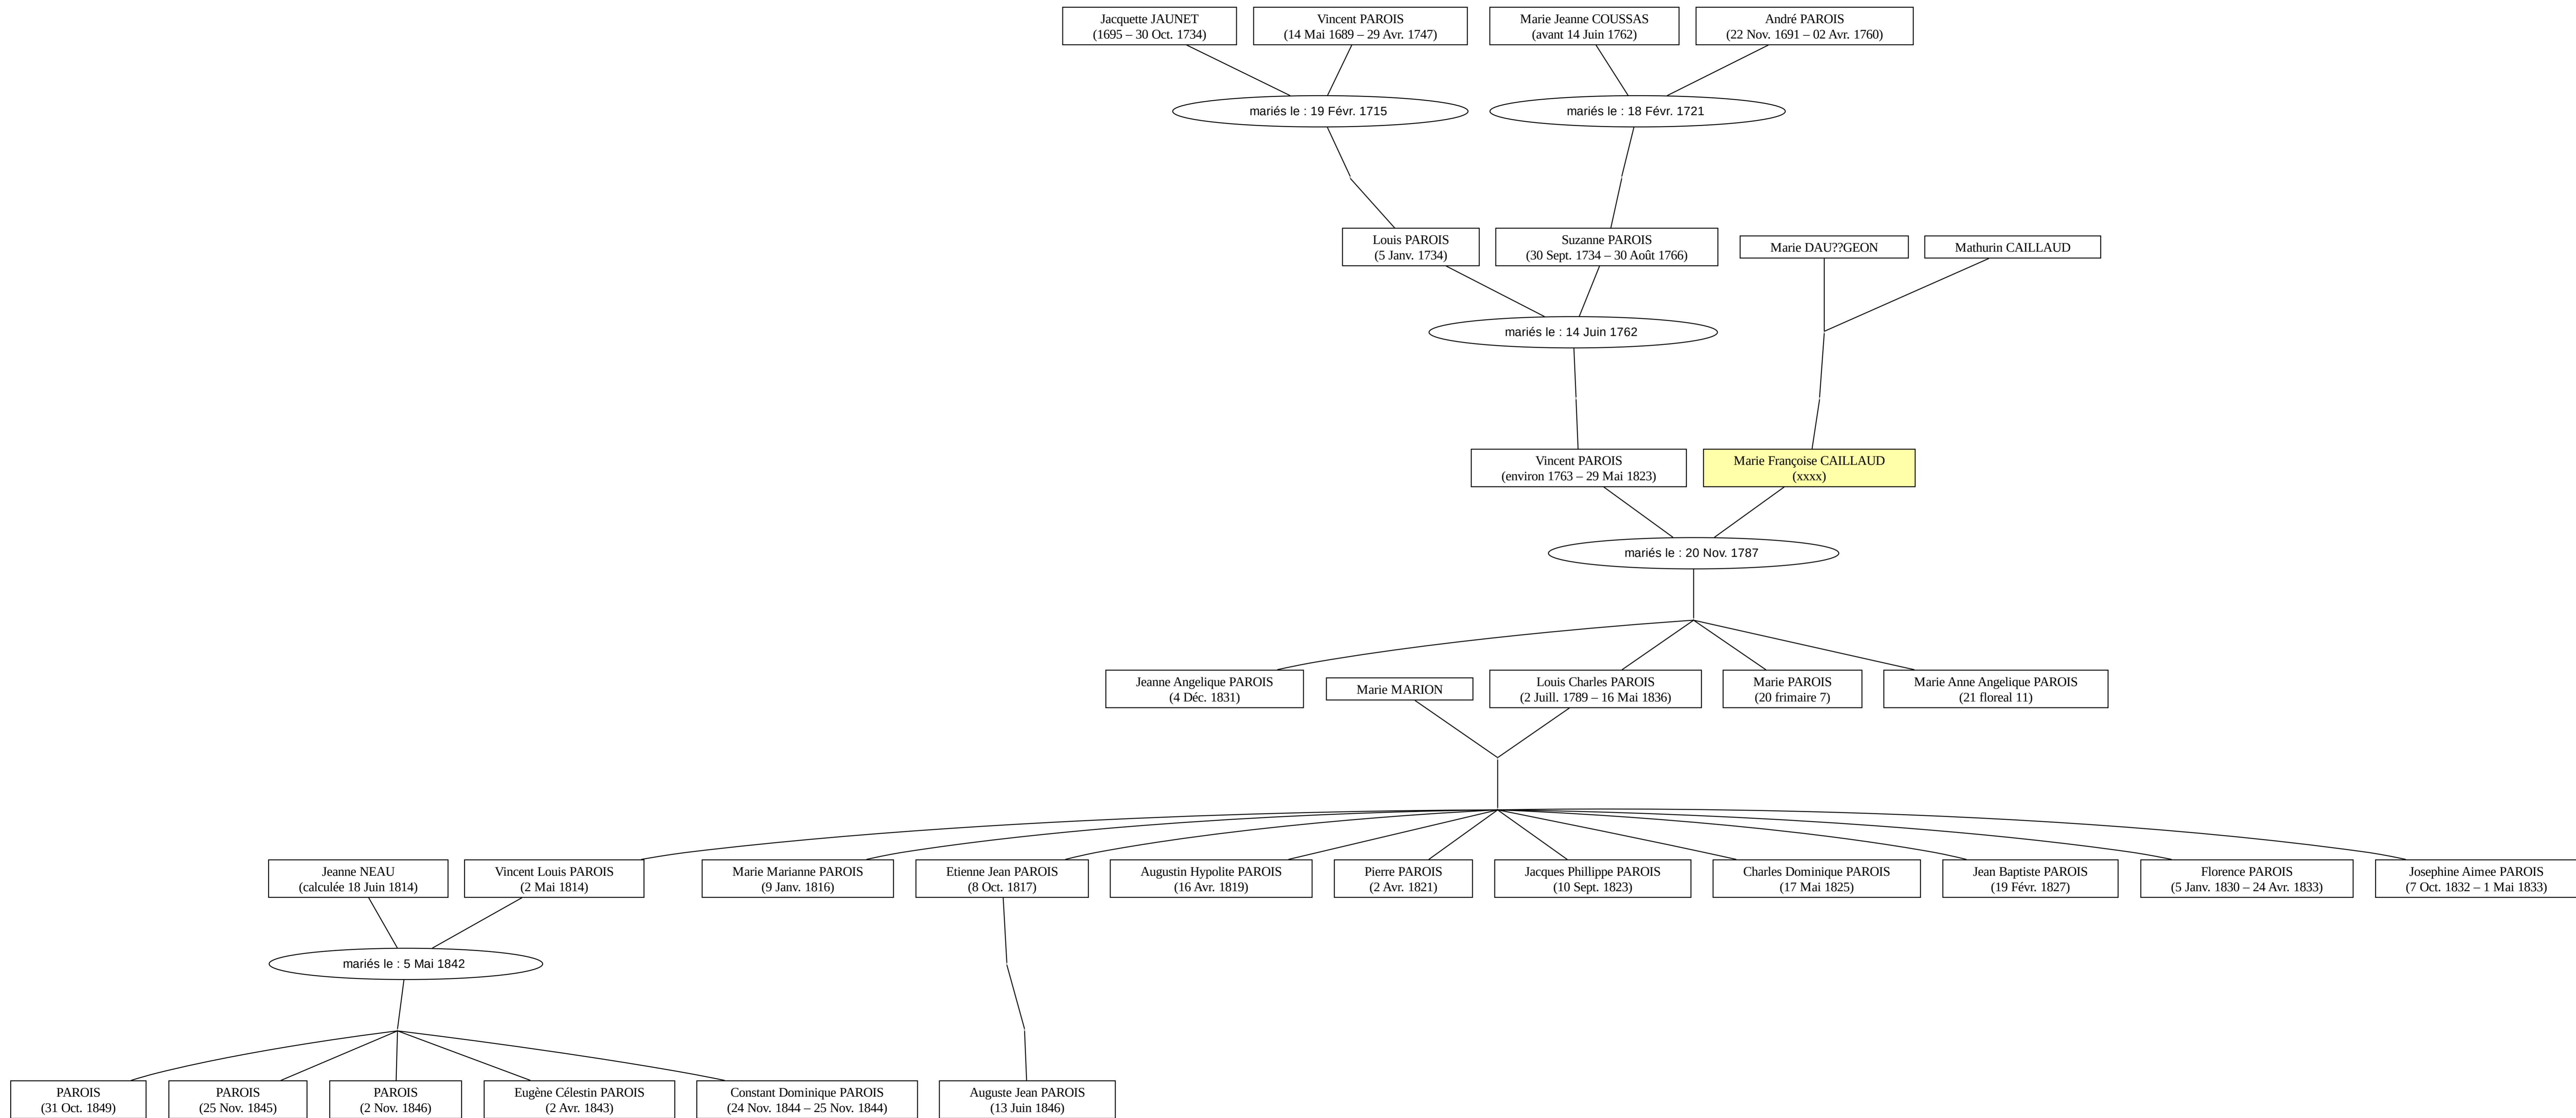 Jacquette JAUNET
(1695 – 30 Oct. 1734)
Vincent PAROIS
(14 Mai 1689 – 29 Avr. 1747)
Marie Jeanne COUSSAS
(avant 14 Juin 1762)
André PAROIS
(22 Nov. 1691 – 02 Avr. 1760)
mariés le : 19 Févr. 1715
mariés le : 18 Févr. 1721
Louis PAROIS
(5 Janv. 1734)
Suzanne PAROIS
(30 Sept. 1734 – 30 Août 1766)
Marie DAU??GEON
Mathurin CAILLAUD
mariés le : 14 Juin 1762
Vincent PAROIS
(environ 1763 – 29 Mai 1823)
Marie Françoise CAILLAUD
(xxxx)
mariés le : 20 Nov. 1787
Jeanne Angelique PAROIS
(4 Déc. 1831)
Marie MARION
Louis Charles PAROIS
(2 Juill. 1789 – 16 Mai 1836)
Marie PAROIS
(20 frimaire 7)
Marie Anne Angelique PAROIS
(21 floreal 11)
Jeanne NEAU
(calculée 18 Juin 1814)
Vincent Louis PAROIS
(2 Mai 1814)
Marie Marianne PAROIS
(9 Janv. 1816)
Etienne Jean PAROIS
(8 Oct. 1817)
Augustin Hypolite PAROIS
(16 Avr. 1819)
Pierre PAROIS
(2 Avr. 1821)
Jacques Phillippe PAROIS
(10 Sept. 1823)
Charles Dominique PAROIS
(17 Mai 1825)
Jean Baptiste PAROIS
(19 Févr. 1827)
Florence PAROIS
(5 Janv. 1830 – 24 Avr. 1833)
Josephine Aimee PAROIS
(7 Oct. 1832 – 1 Mai 1833)
mariés le : 5 Mai 1842
PAROIS
(31 Oct. 1849)
PAROIS
(25 Nov. 1845)
PAROIS
(2 Nov. 1846)
Eugène Célestin PAROIS
(2 Avr. 1843)
Constant Dominique PAROIS
(24 Nov. 1844 – 25 Nov. 1844)
Auguste Jean PAROIS
(13 Juin 1846)